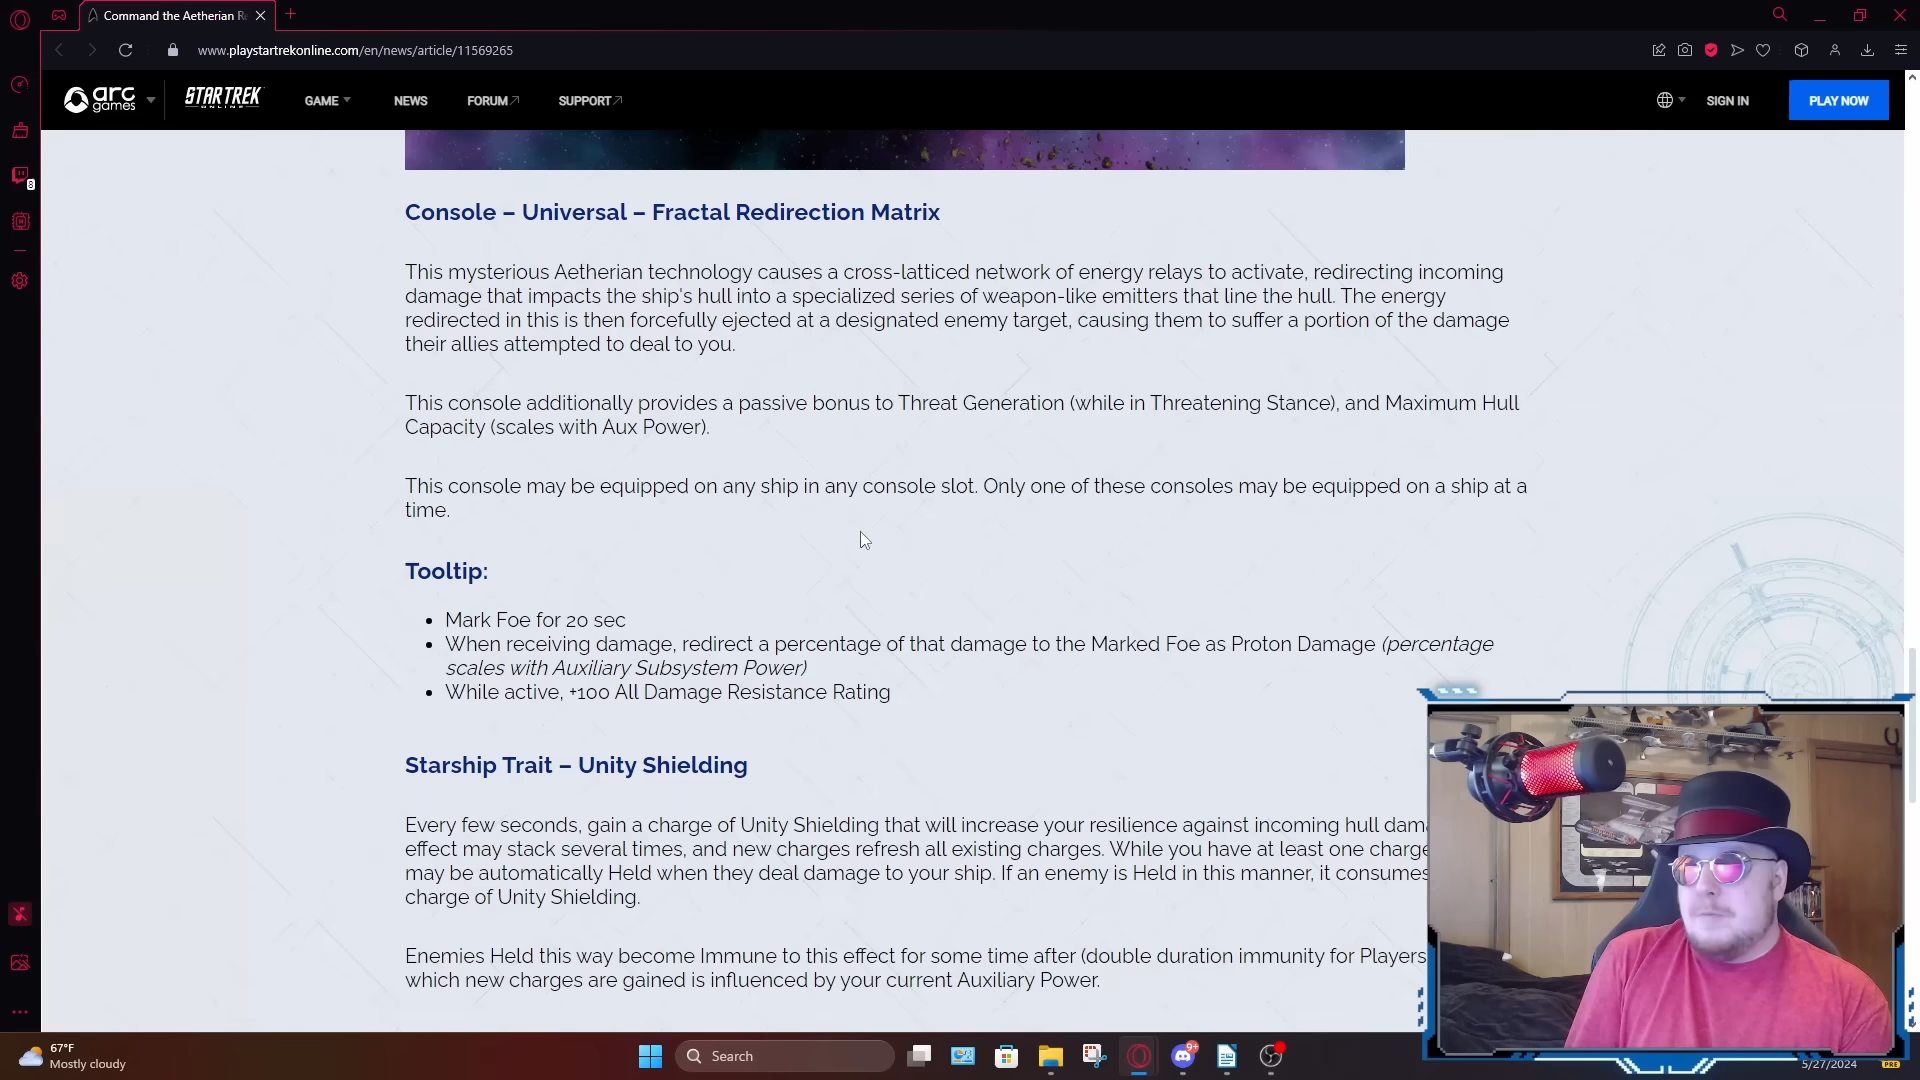 Command the Aetherian R
www.playstartrekonline.com/en/news/article/11569265
arc games
STAR TREK ONLINE
GAME
NEWS
FORUM
SUPPORT
SIGN IN
PLAY NOW
8
Console – Universal – Fractal Redirection Matrix
This mysterious Aetherian technology causes a cross-latticed network of energy relays to activate, redirecting incoming
damage that impacts the ship's hull into a specialized series of weapon-like emitters that line the hull. The energy
redirected in this is then forcefully ejected at a designated enemy target, causing them to suffer a portion of the damage
their allies attempted to deal to you.
This console additionally provides a passive bonus to Threat Generation (while in Threatening Stance), and Maximum Hull
Capacity (scales with Aux Power).
This console may be equipped on any ship in any console slot. Only one of these consoles may be equipped on a ship at a
time.
Tooltip:
• Mark Foe for 20 sec
• When receiving damage, redirect a percentage of that damage to the Marked Foe as Proton Damage (percentage
scales with Auxiliary Subsystem Power)
• While active, +100 All Damage Resistance Rating
Starship Trait – Unity Shielding
Every few seconds, gain a charge of Unity Shielding that will increase your resilience against incoming hull dama
effect may stack several times, and new charges refresh all existing charges. While you have at least one charge
may be automatically Held when they deal damage to your ship. If an enemy is Held in this manner, it consumes
charge of Unity Shielding.
Enemies Held this way become Immune to this effect for some time after (double duration immunity for Players
which new charges are gained is influenced by your current Auxiliary Power.
67°F
Mostly cloudy
Search
9+
5/27/2024
PRE